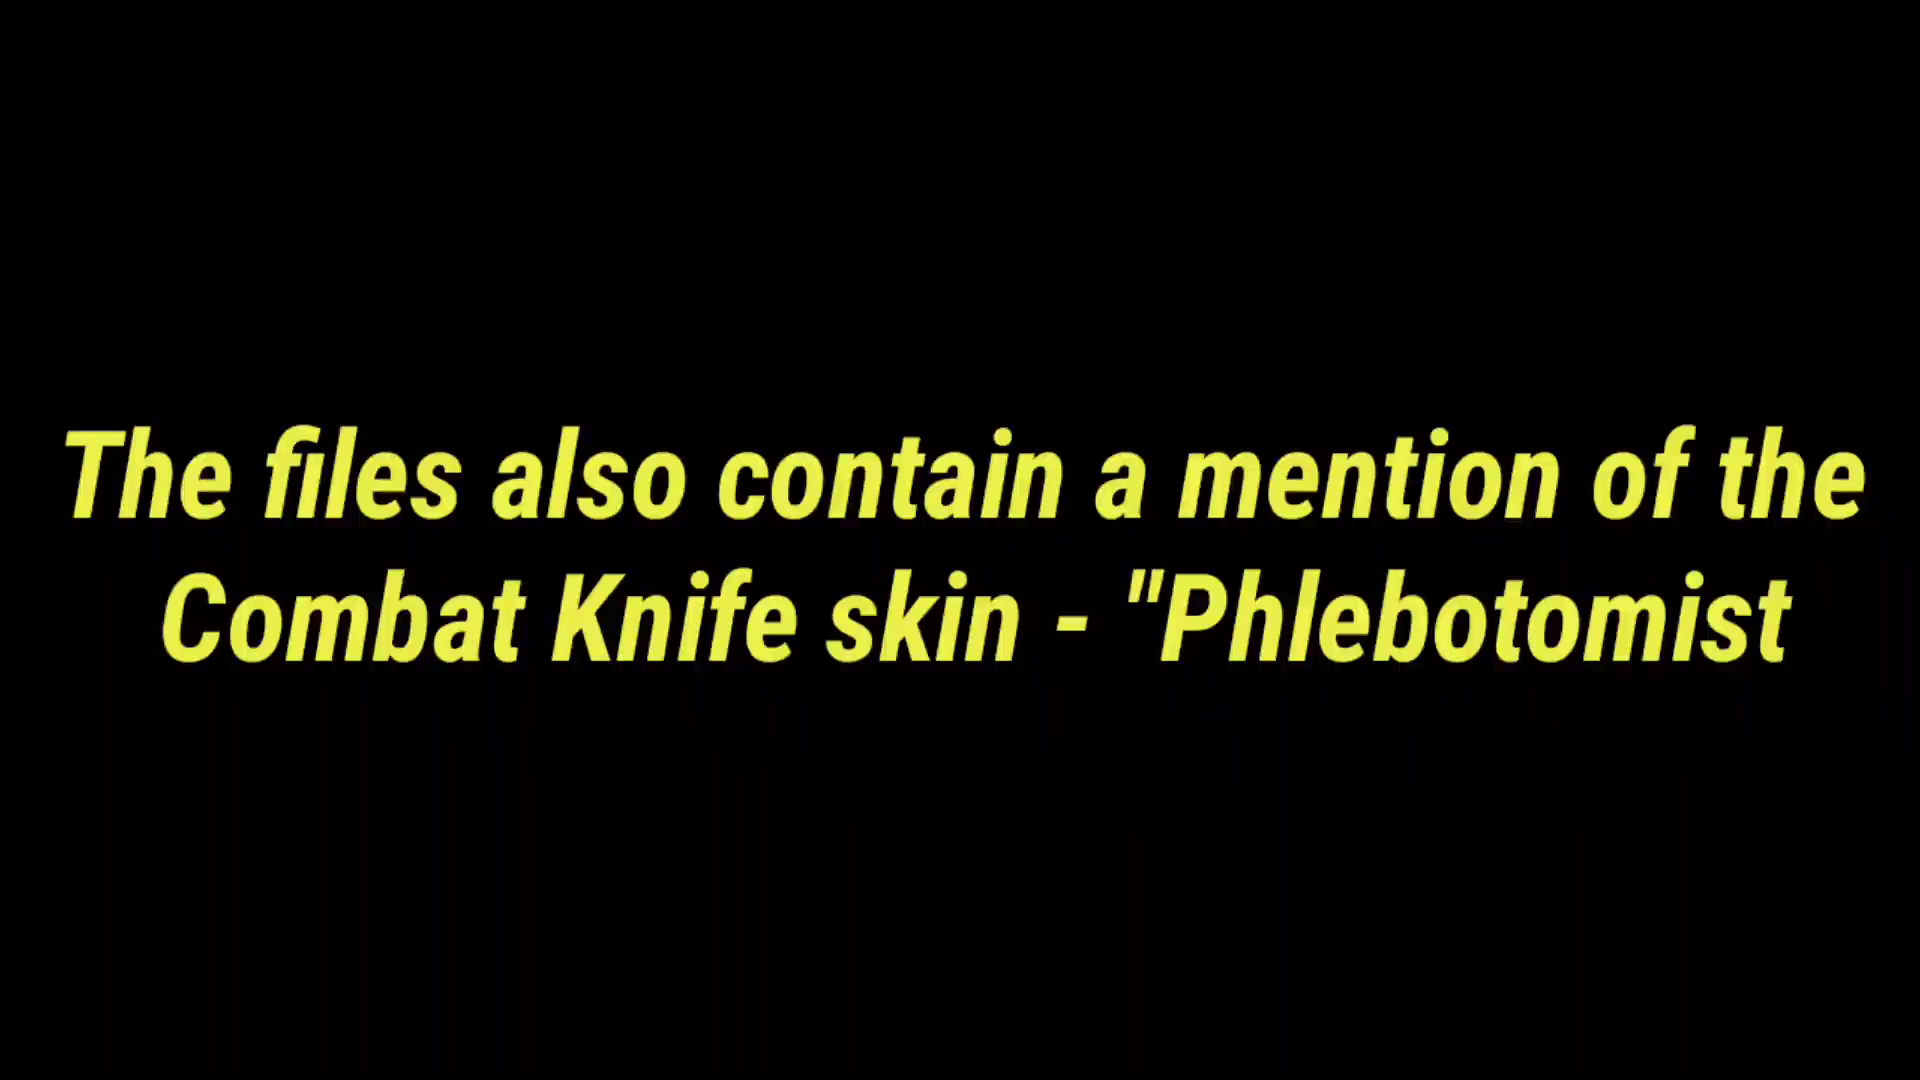 The files also contain a mention of the
Combat Knife skin - "Phlebotomist